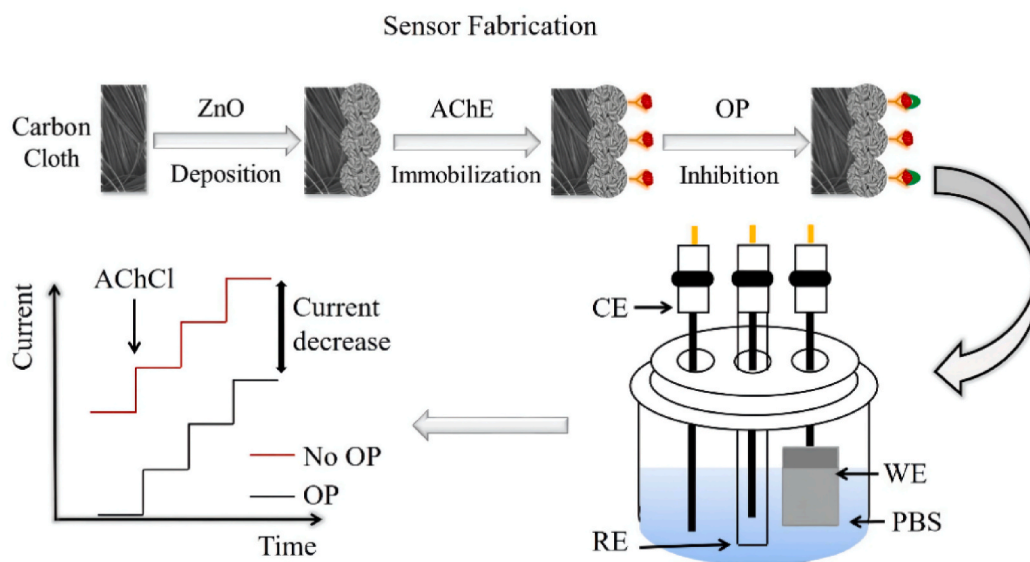 Sensor Fabrication
Carbon
Cloth
ZnO
Deposition
AChE
Immobilization
OP
Inhibition
AChCl
Current
Current
decrease
No OP
OP
Time
CE
WE
PBS
RE